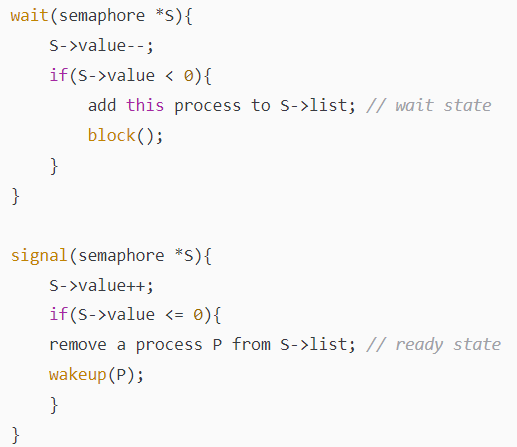 wait(semaphore *S){
    S->value--;
    if(S->value < 0){
        add this process to S->list; // wait state
        block();
    }
}

signal(semaphore *S){
    S->value++;
    if(S->value <= 0){
    remove a process P from S->list; // ready state
    wakeup(P);
    }
}